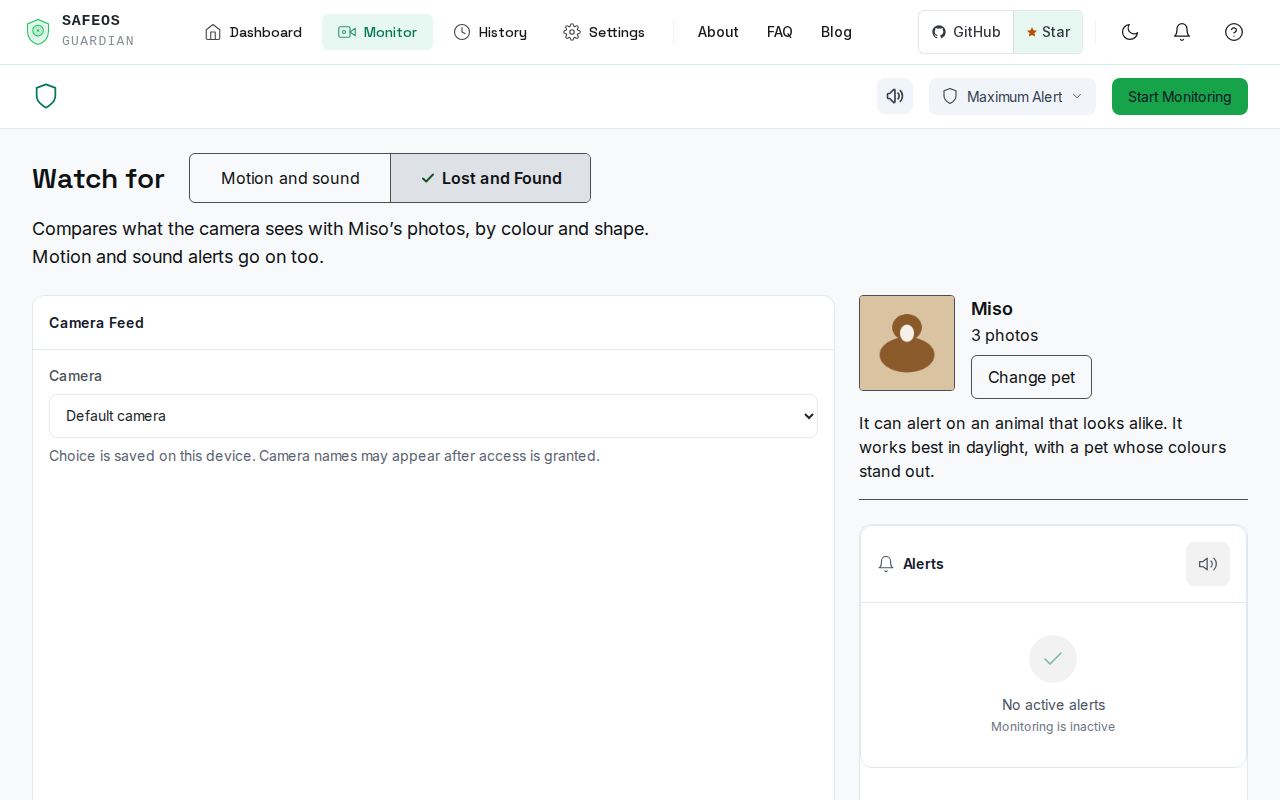 SAFEOS
GUARDIAN
Dashboard
Monitor
History
Settings
About
FAQ
Blog
GitHub
Star
Maximum Alert
Start Monitoring
Watch for
Motion and sound
Lost and Found
Compares what the camera sees with Miso’s photos, by colour and shape.
Motion and sound alerts go on too.
Camera Feed
Camera
Default camera
Choice is saved on this device. Camera names may appear after access is granted.
Miso
3 photos
Change pet
It can alert on an animal that looks alike. It
works best in daylight, with a pet whose colours
stand out.
Alerts
No active alerts
Monitoring is inactive